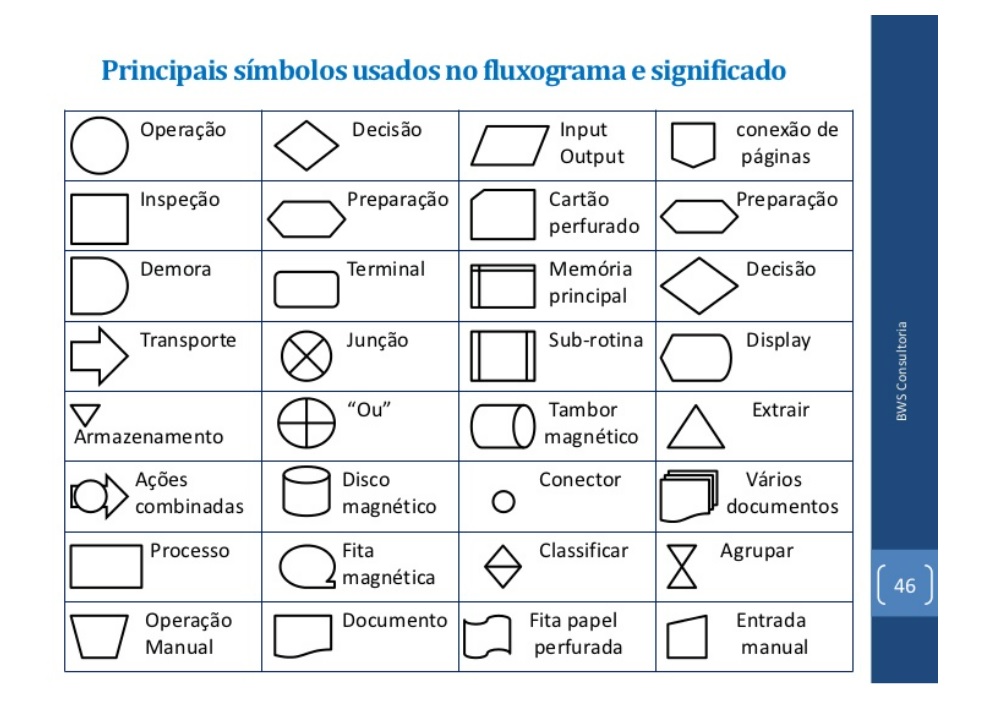 Principais símbolos usados no fluxograma e significado
Operação
Decisão
Input
Output
conexão de
páginas
Inspeção
Preparação
Cartão
perfurado
Preparação
Demora
Terminal
Memória
principal
Decisão
Transporte
Junção
Sub-rotina
Display
Armazenamento
“Ou”
Tambor
magnético
Extrair
Ações
combinadas
Disco
magnético
Conector
Vários
documentos
Processo
Fita
magnética
Classificar
Agrupar
Operação
Manual
Documento
Fita papel
perfurada
Entrada
manual
BWS Consultoria
46